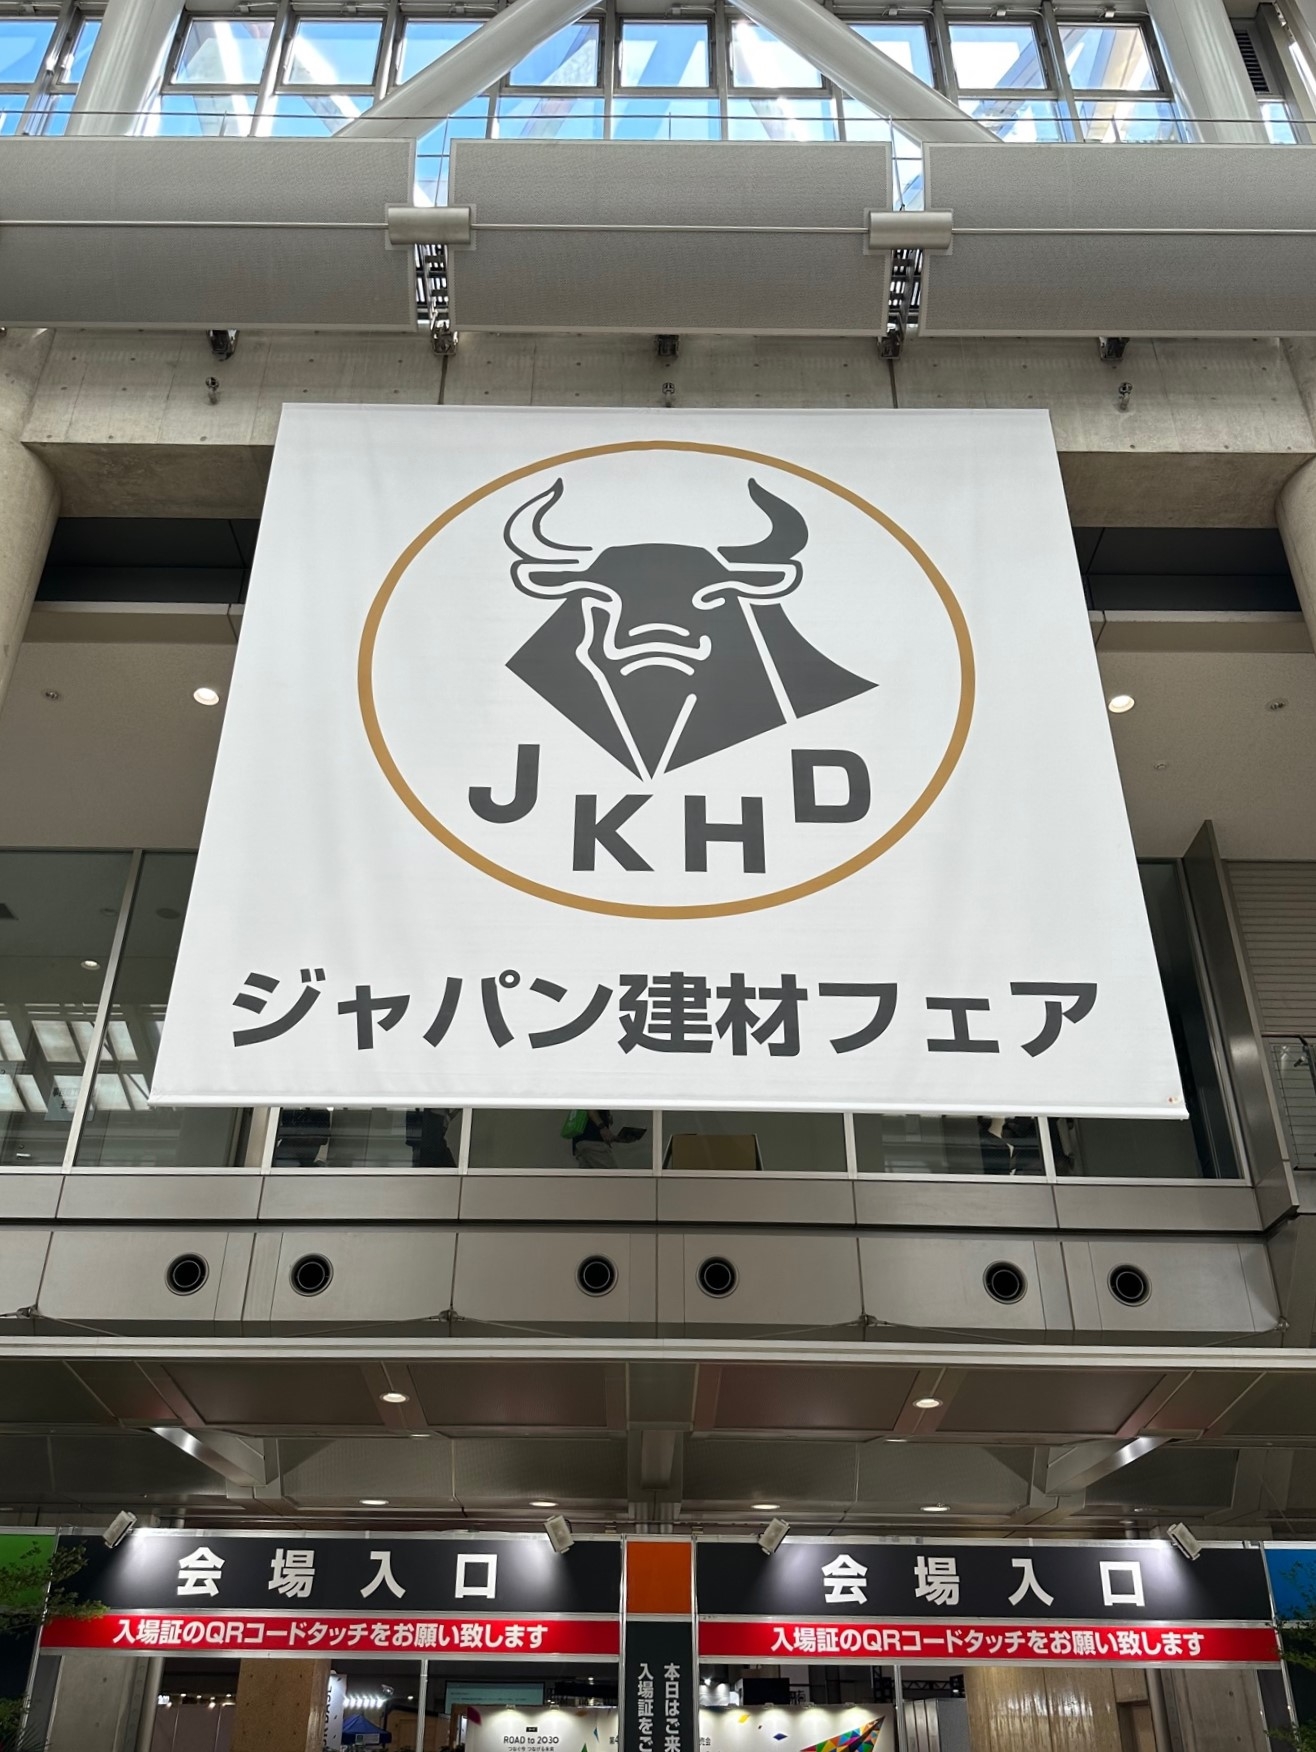 JKHD
ジャパン建材フェア
会場入口
入場証のQRコードタッチをお願い致します
会場入口
入場証のQRコードタッチをお願い致します
本日はご来
入場証をご
ROAD to 2030